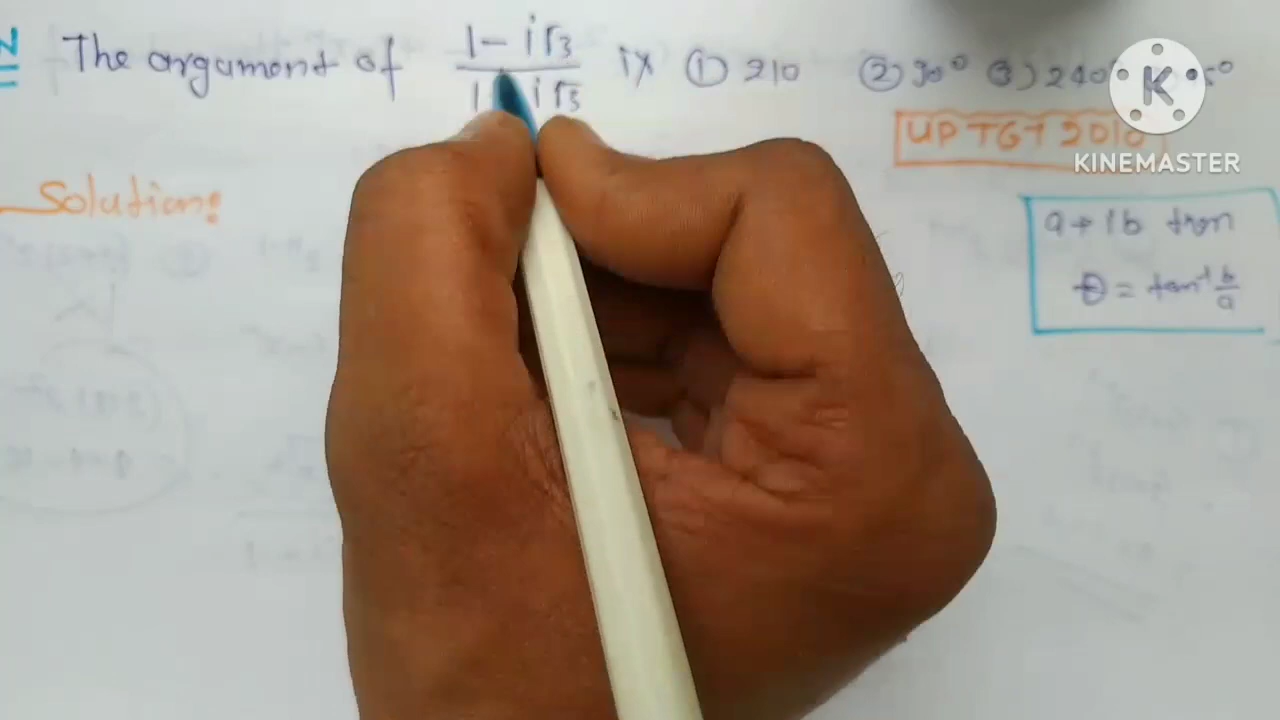 The argument of 1 - i√3 / 1 i√3 is ① 210 ② 30° 3) 240°
UP TGT 2010
KINEMASTER
Solution:
a + ib then
θ = tan⁻¹ b/a